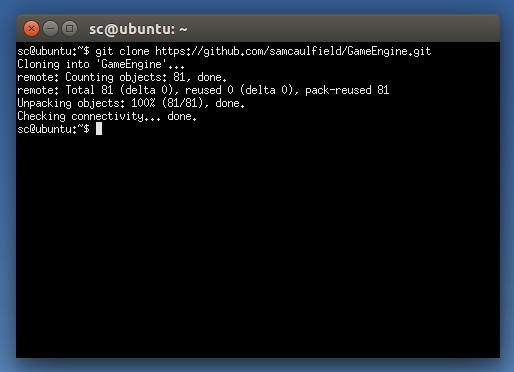 sc@ubuntu: ~
sc@ubuntu:~$ git clone https://github.com/samcaulfield/GameEngine.git
Cloning into 'GameEngine'...
remote: Counting objects: 81, done.
remote: Total 81 (delta 0), reused 0 (delta 0), pack-reused 81
Unpacking objects: 100% (81/81), done.
Checking connectivity... done.
sc@ubuntu:~$